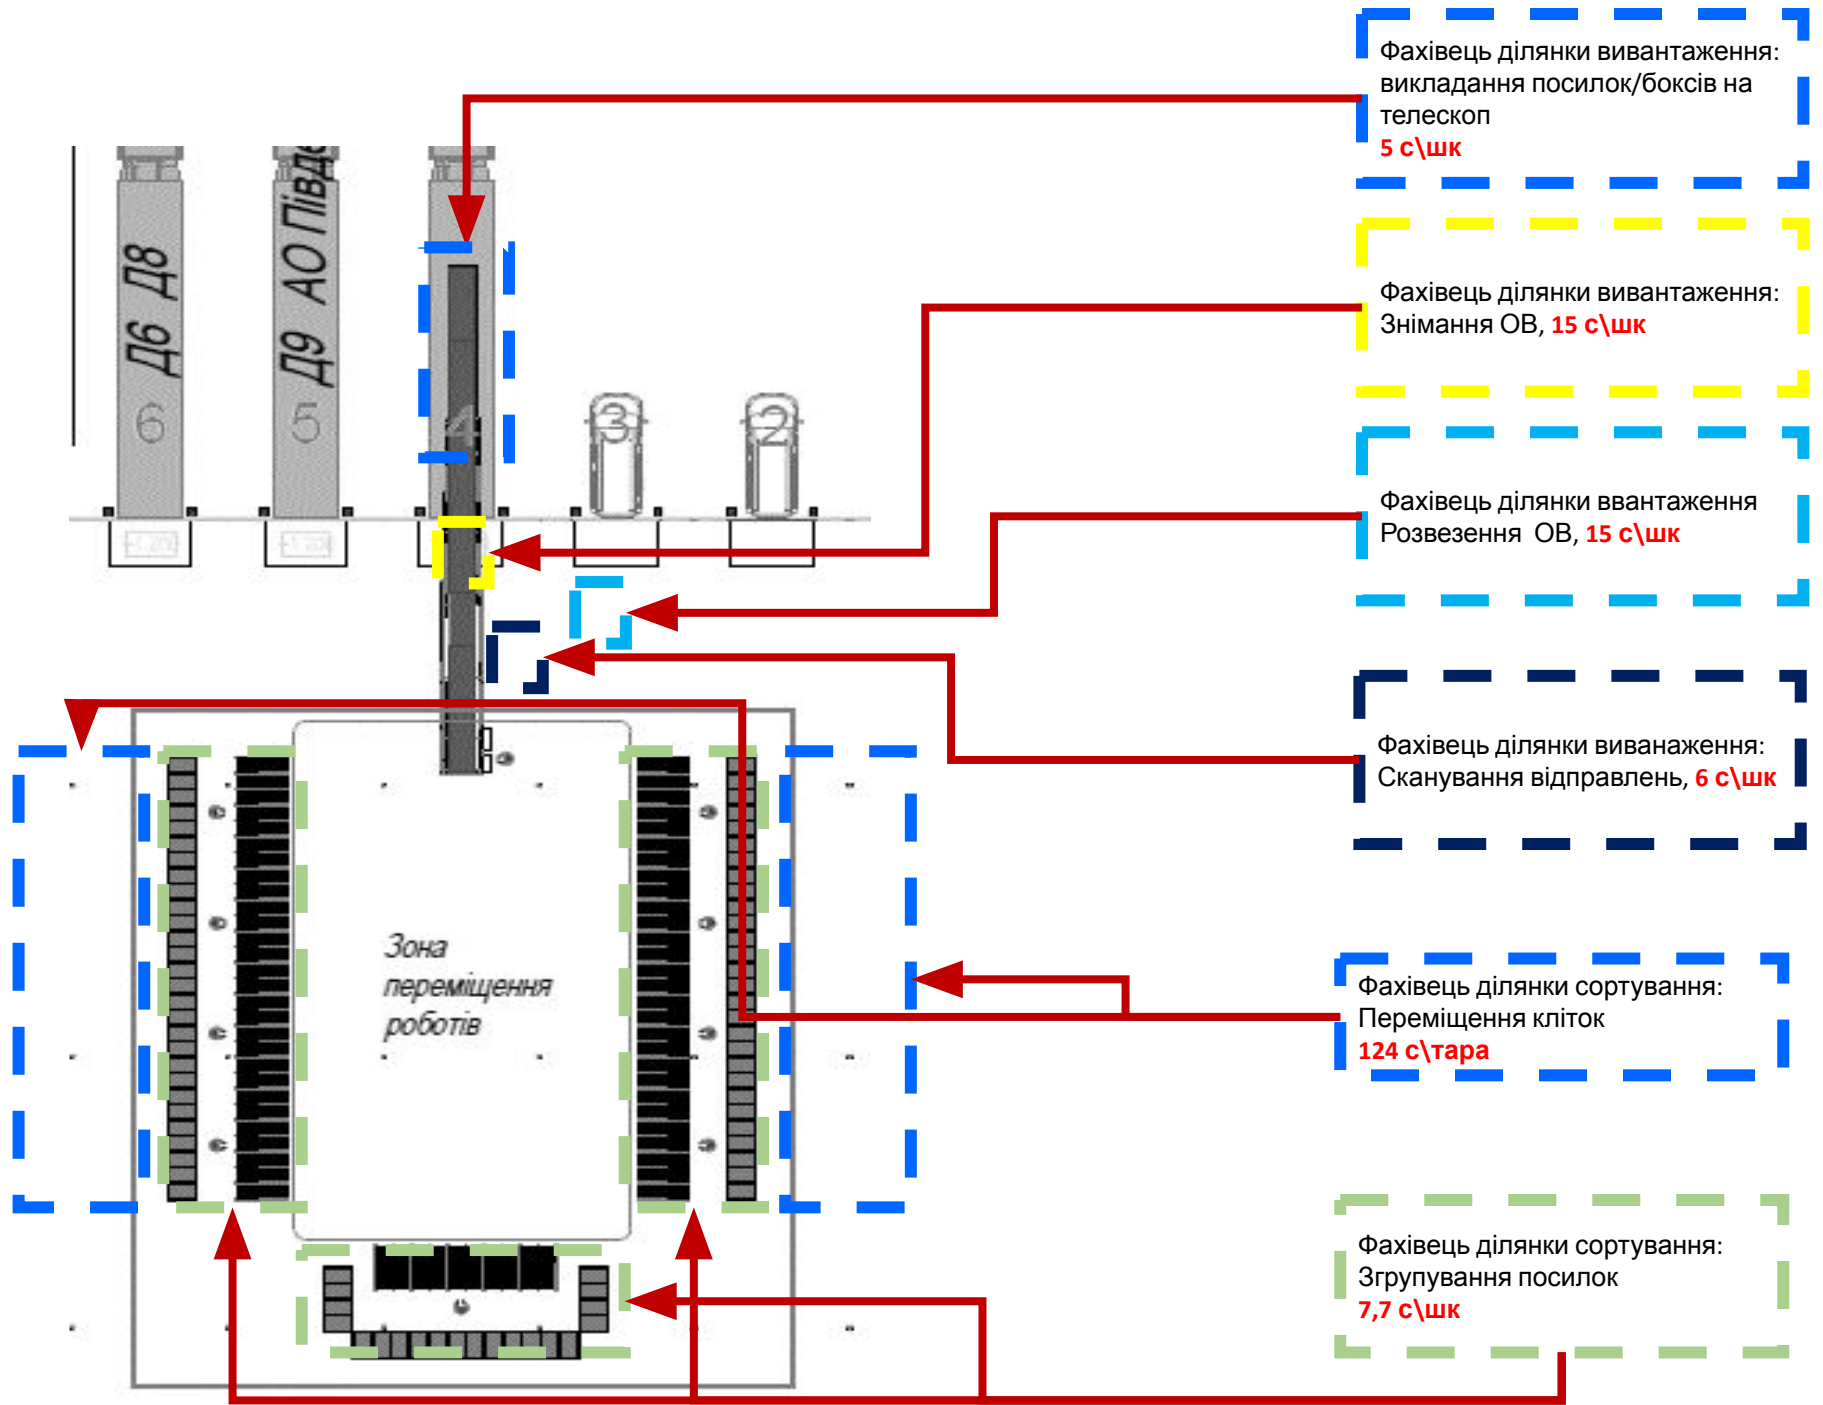 Фахівець ділянки вивантаження:
викладання посилок/боксів на
телескоп
5 с\шк
Фахівець ділянки вивантаження:
Знімання ОВ, 15 с\шк
Фахівець ділянки ввантаження
Розвезення ОВ, 15 с\шк
Фахівець ділянки виванаження:
Сканування відправлень, 6 с\шк
Фахівець ділянки сортування:
Переміщення кліток
124 с\тара
Фахівець ділянки сортування:
Згрупування посилок
7,7 с\шк
Д6 Д8
Д9 АО Півде
6
5
4
3
2
Зона
переміщення
роботів